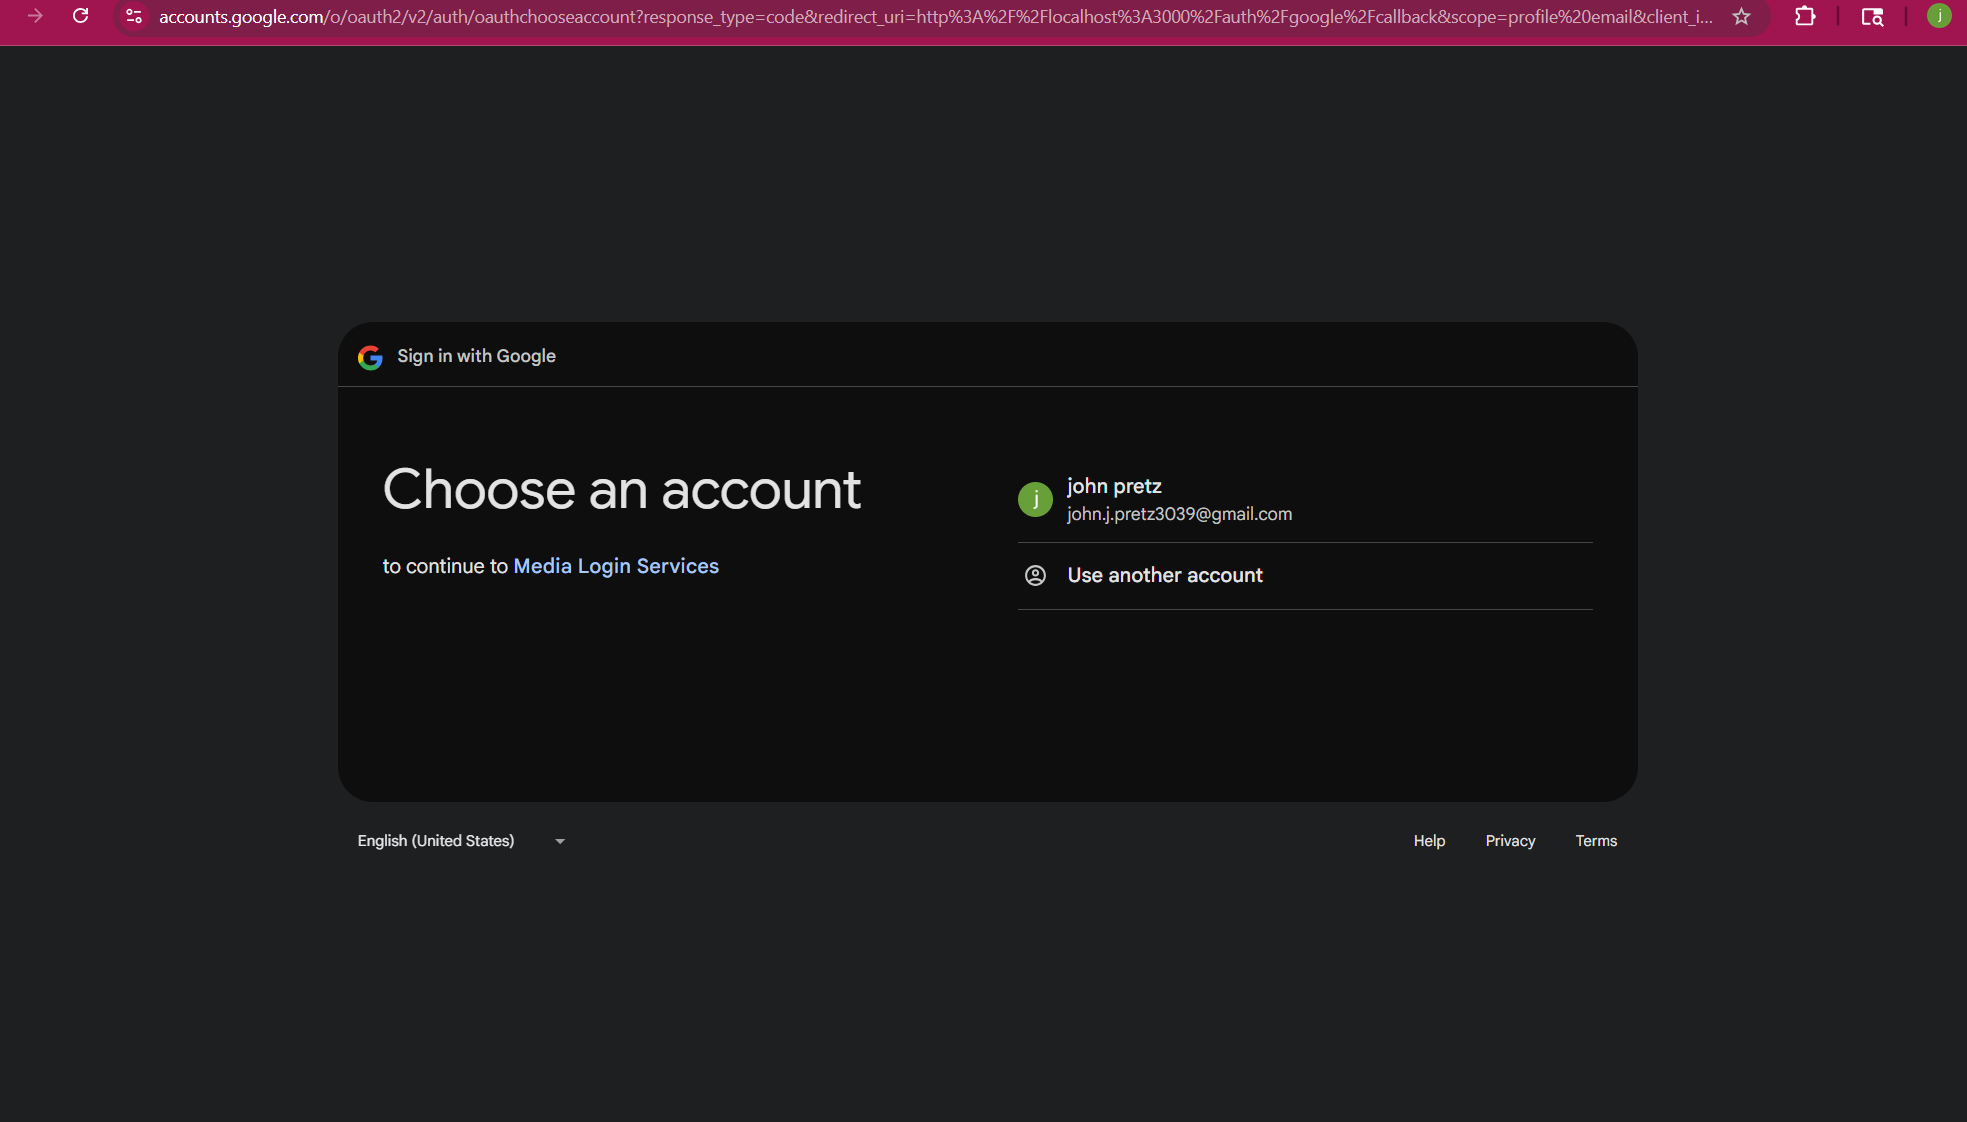 accounts.google.com/o/oauth2/v2/auth/oauthchooseaccount?response_type=code&redirect_uri=http%3A%2F%2Flocalhost%3A3000%2Fauth%2Fgoogle%2Fcallback&scope=profile%20email&client_i...
j
Sign in with Google
Choose an account
to continue to Media Login Services
j
john pretz
john.j.pretz3039@gmail.com
Use another account
English (United States)
Help
Privacy
Terms